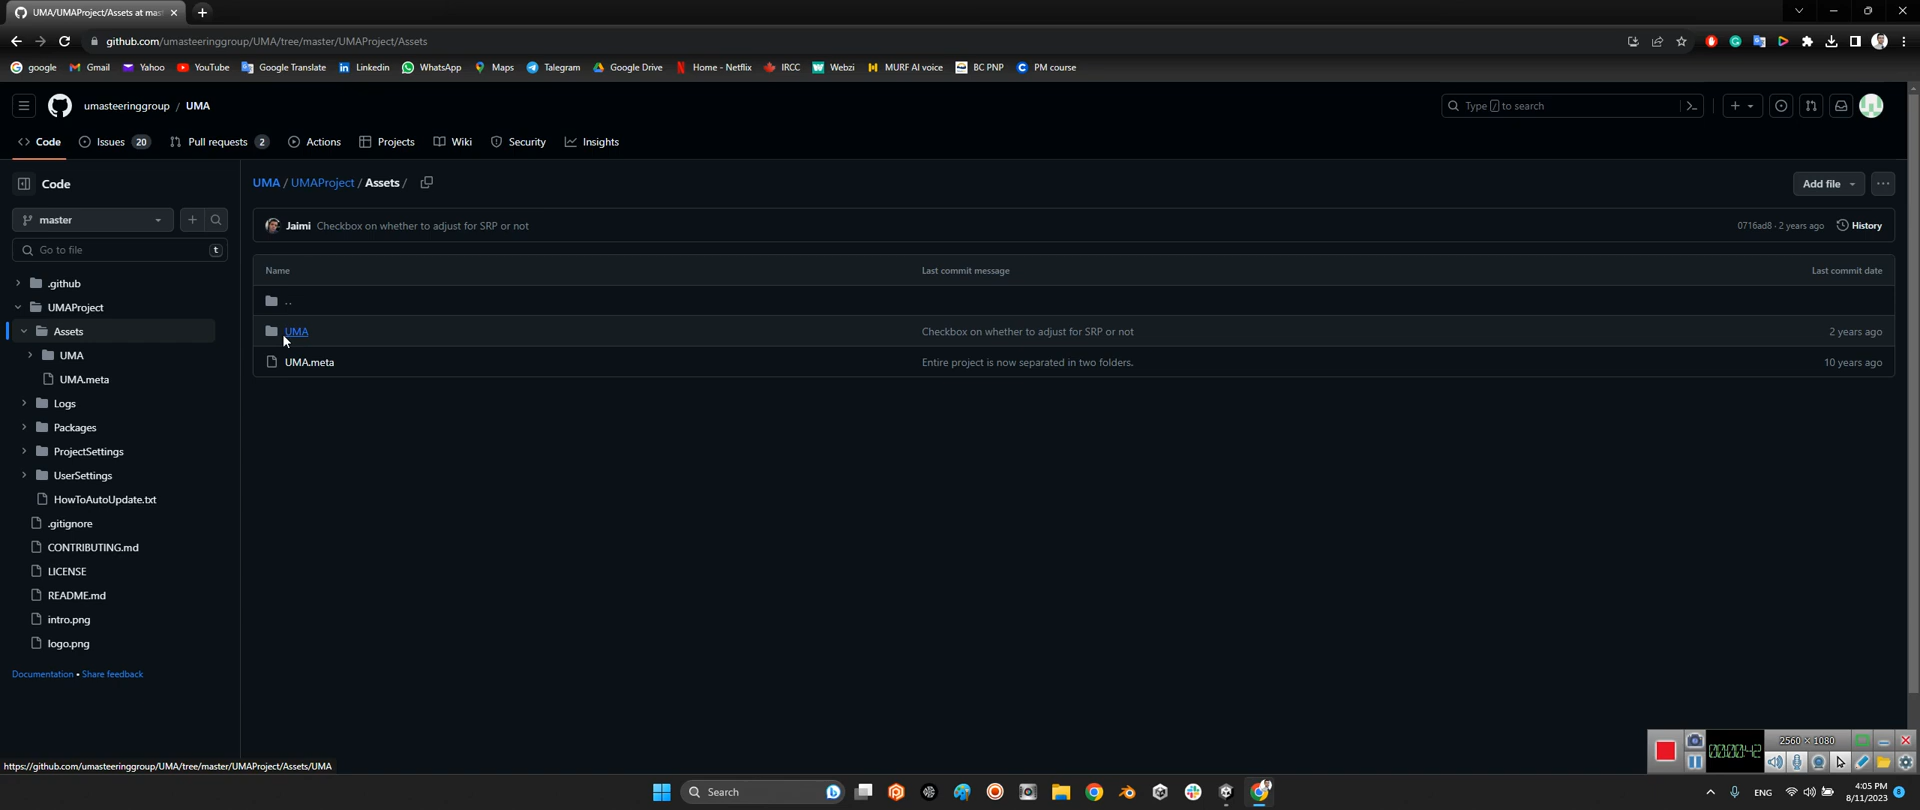 UMA/UMAProject/Assets at mas
github.com/umasteeringgroup/UMA/tree/master/UMAProject/Assets
google Gmail Yahoo YouTube Google Translate Linkedin WhatsApp Maps Talegram Google Drive Home - Netflix IRCC Webzi MURF AI voice BC PNP PM course
umasteeringgroup / UMA
Type / to search
Code Issues 20 Pull requests 2 Actions Projects Wiki Security Insights
Code
master
Go to file t
.github
UMAProject
Assets
UMA
UMA.meta
Logs
Packages
ProjectSettings
UserSettings
HowToAutoUpdate.txt
.gitignore
CONTRIBUTING.md
LICENSE
README.md
intro.png
logo.png
Documentation • Share feedback
UMA / UMAProject / Assets /
Add file
Jaimi Checkbox on whether to adjust for SRP or not 0716ad8 · 2 years ago History
Name Last commit message Last commit date
..
UMA Checkbox on whether to adjust for SRP or not 2 years ago
UMA.meta Entire project is now separated in two folders. 10 years ago
https://github.com/umasteeringgroup/UMA/tree/master/UMAProject/Assets/UMA
00:00:42 2560 × 1080
Search
ENG
4:05 PM
8/11/2023
8